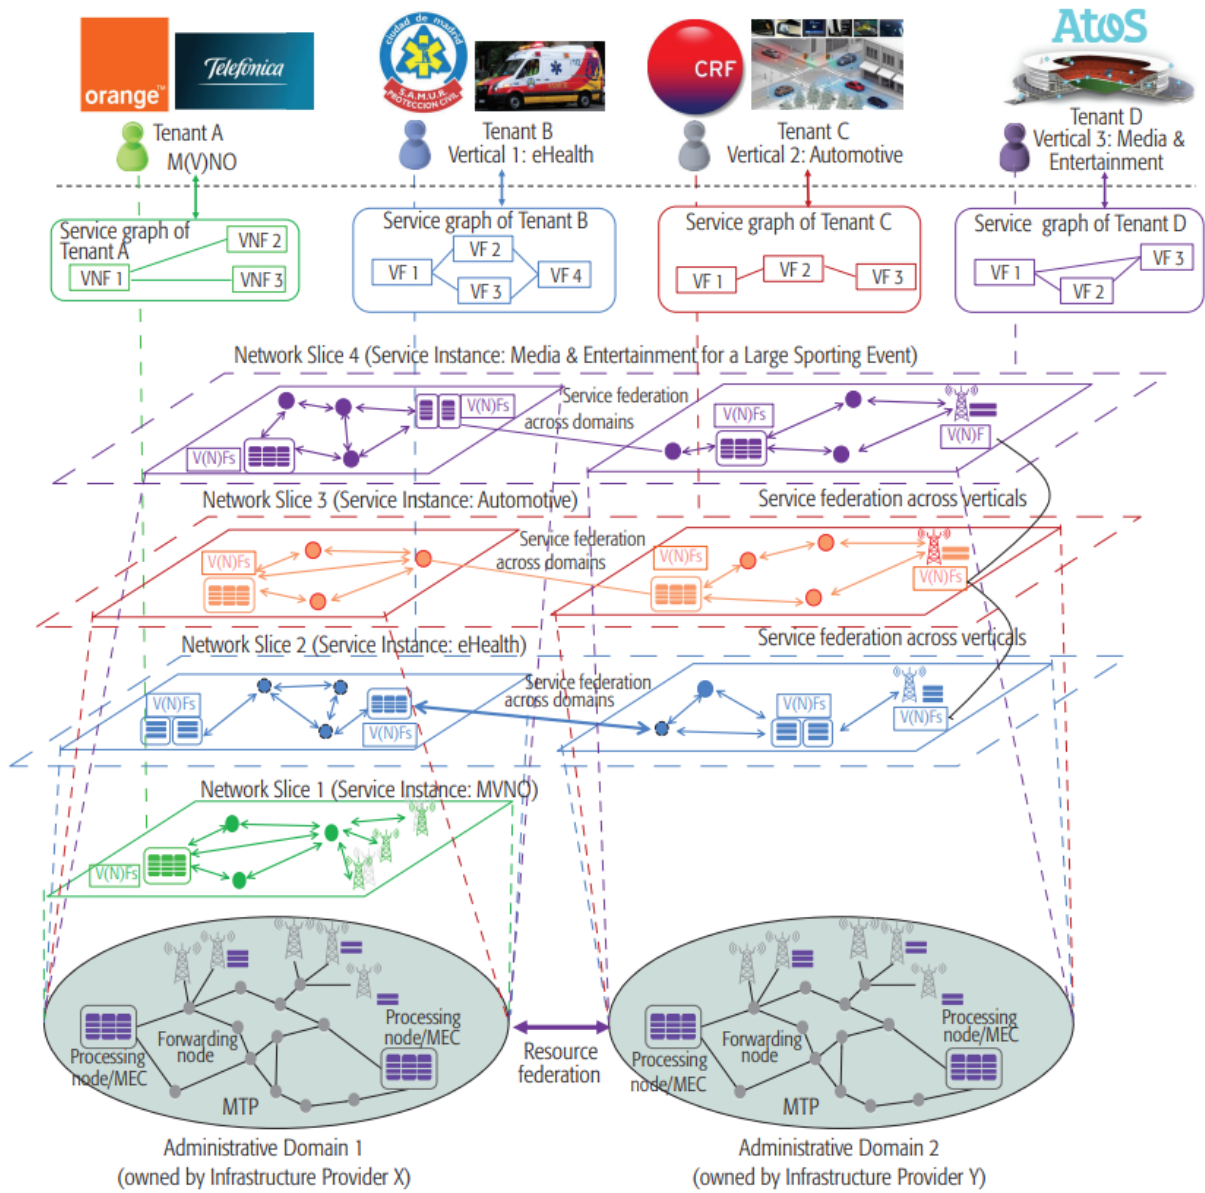 orange™
Telefónica
ciudad de madrid
S.A.M.U.R.
PROTECCION CIVIL
CRF
Atos
Tenant A
M(V)NO
Tenant B
Vertical 1: eHealth
Tenant C
Vertical 2: Automotive
Tenant D
Vertical 3: Media &
Entertainment
Service graph of
Tenant A
VNF 1
VNF 2
VNF 3
Service graph of Tenant B
VF 1
VF 2
VF 3
VF 4
Service graph of Tenant C
VF 1
VF 2
VF 3
Service graph of Tenant D
VF 1
VF 2
VF 3
Network Slice 4 (Service Instance: Media & Entertainment for a Large Sporting Event)
V(N)Fs
V(N)Fs
Service federation
across domains
V(N)Fs
V(N)F
Network Slice 3 (Service Instance: Automotive)
Service federation across verticals
V(N)Fs
Service federation
across domains
V(N)Fs
V(N)Fs
Network Slice 2 (Service Instance: eHealth)
Service federation across verticals
V(N)Fs
V(N)Fs
Service federation
across domains
V(N)Fs
V(N)Fs
Network Slice 1 (Service Instance: MVNO)
V(N)Fs
Processing
node/MEC
Forwarding
node
Processing
node/MEC
MTP
Resource
federation
Processing
node/MEC
Forwarding
node
Processing
node/MEC
MTP
Administrative Domain 1
(owned by Infrastructure Provider X)
Administrative Domain 2
(owned by Infrastructure Provider Y)